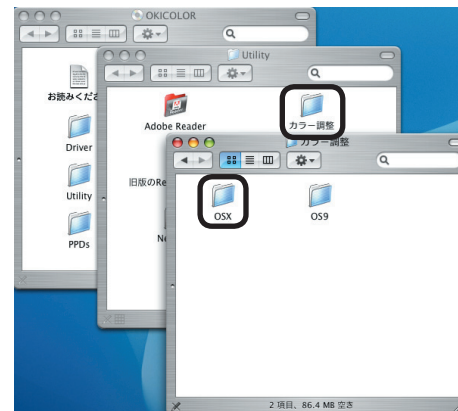 OKICOLOR
お読みくださ
Driver
Utility
PPDs
Utility
Adobe Reader
カラー調整
旧版のRe
Ne
カラー調整
OSX
OS9
2 項目、86.4 MB 空き